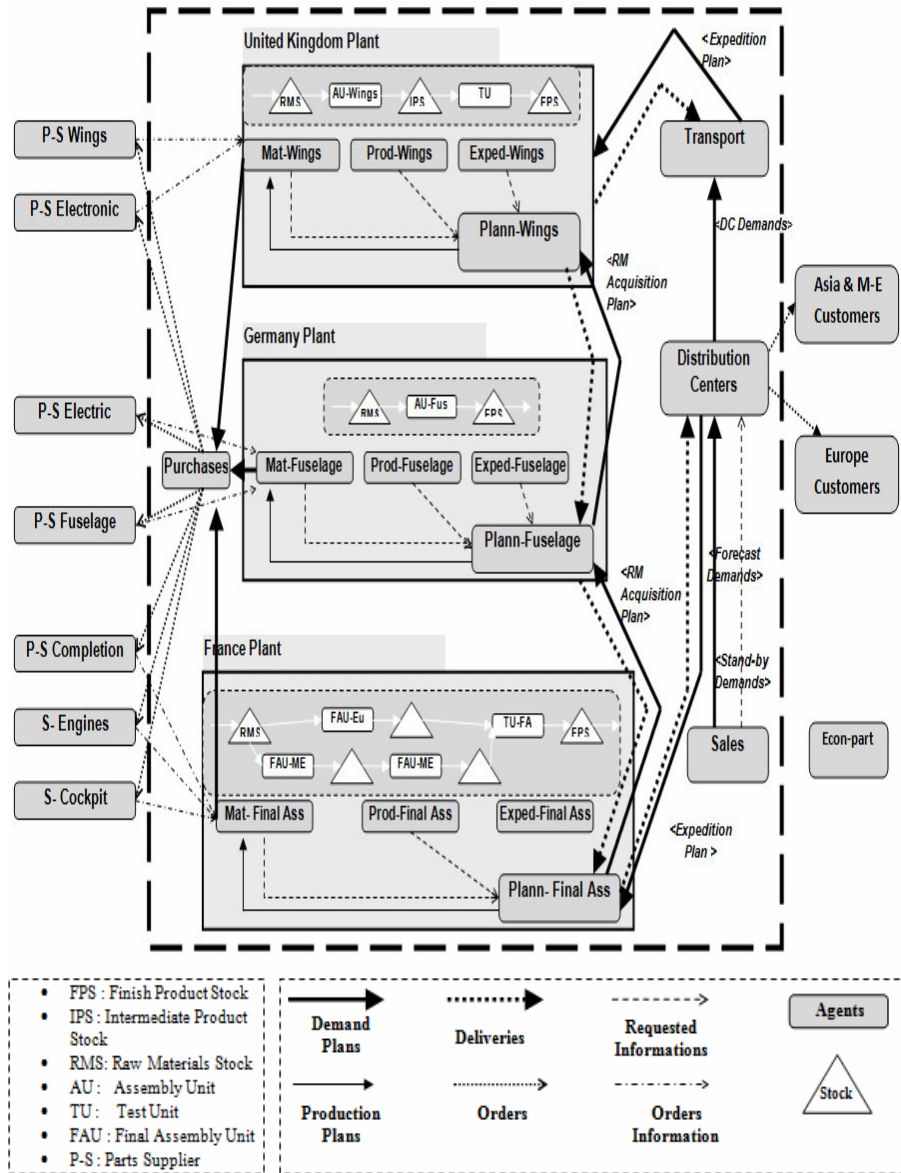 United Kingdom Plant
<Expedition
Plan>
RMS
AU-Wings
IPS
TU
FPS
P-S Wings
Transport
Mat-Wings
Prod-Wings
Exped-Wings
P-S Electronic
Plann-Wings
<DC Demands>
<RM
Acquisition
Plan>
Asia & M-E
Customers
Germany Plant
Distribution
Centers
RMS
AU-Fus
FPS
P-S Electric
Purchases
Mat-Fuselage
Prod-Fuselage
Exped-Fuselage
Europe
Customers
P-S Fuselage
Plann-Fuselage
<Forecast
Demands>
<RM
Acquisition
Plan>
P-S Completion
France Plant
<Stand-by
Demands>
RMS
FAU-Eu
TU-FA
FPS
S- Engines
FAU-ME
FAU-ME
Sales
Econ-part
S- Cockpit
Mat- Final Ass
Prod-Final Ass
Exped-Final Ass
<Expedition
Plan >
Plann- Final Ass
• FPS : Finish Product Stock
• IPS : Intermediate Product
Stock
• RMS: Raw Materials Stock
• AU : Assembly Unit
• TU : Test Unit
• FAU : Final Assembly Unit
• P-S : Parts Supplier
Demand
Plans
Deliveries
Requested
Informations
Agents
Production
Plans
Orders
Orders
Information
Stock